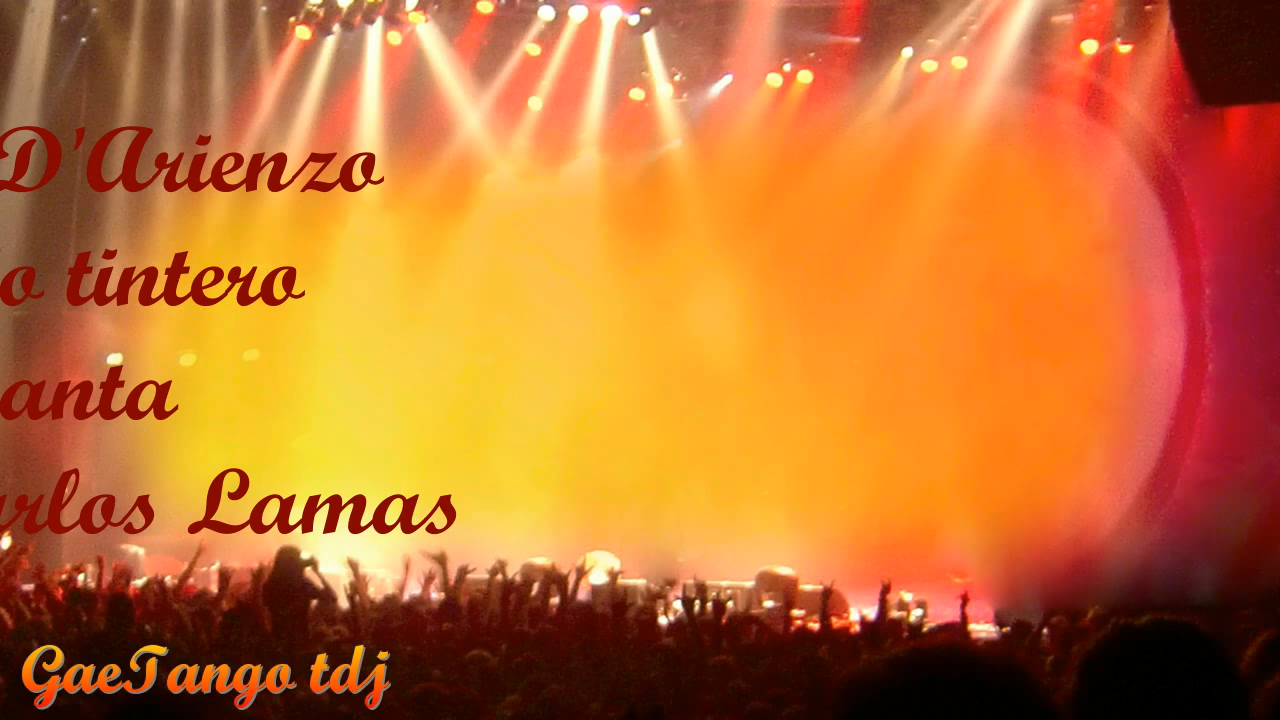 D'Arienzo
o tintero
anta
rlos Lamas
GaeTango tdj